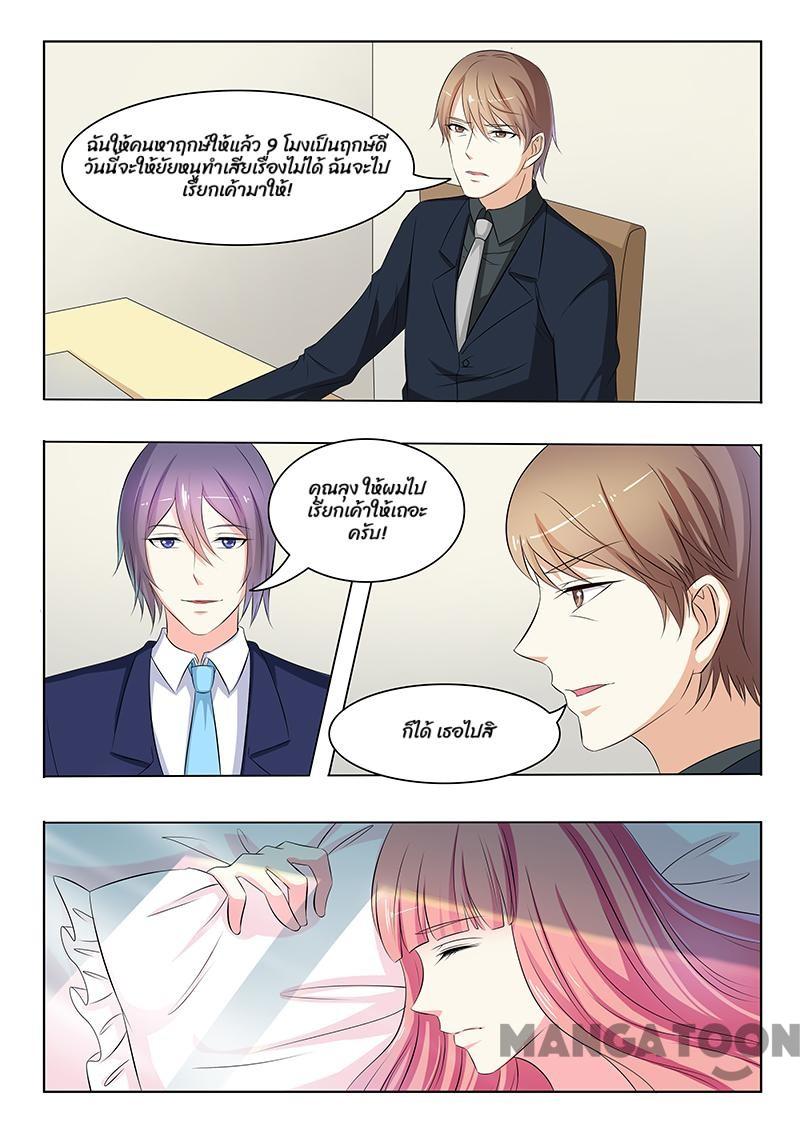 ฉันให้คนหาฤกษ์ให้แล้ว 9 โมงเป็นฤกษ์ดี
วันนี้จะให้ยัยหนูทำเสียเรื่องไม่ได้ ฉันจะไป
เรียกเค้ามาให้!
คุณลุง ให้ผมไป
เรียกเค้าให้เถอะ
ครับ!
ก็ได้ เธอไปสิ
MANGATOON